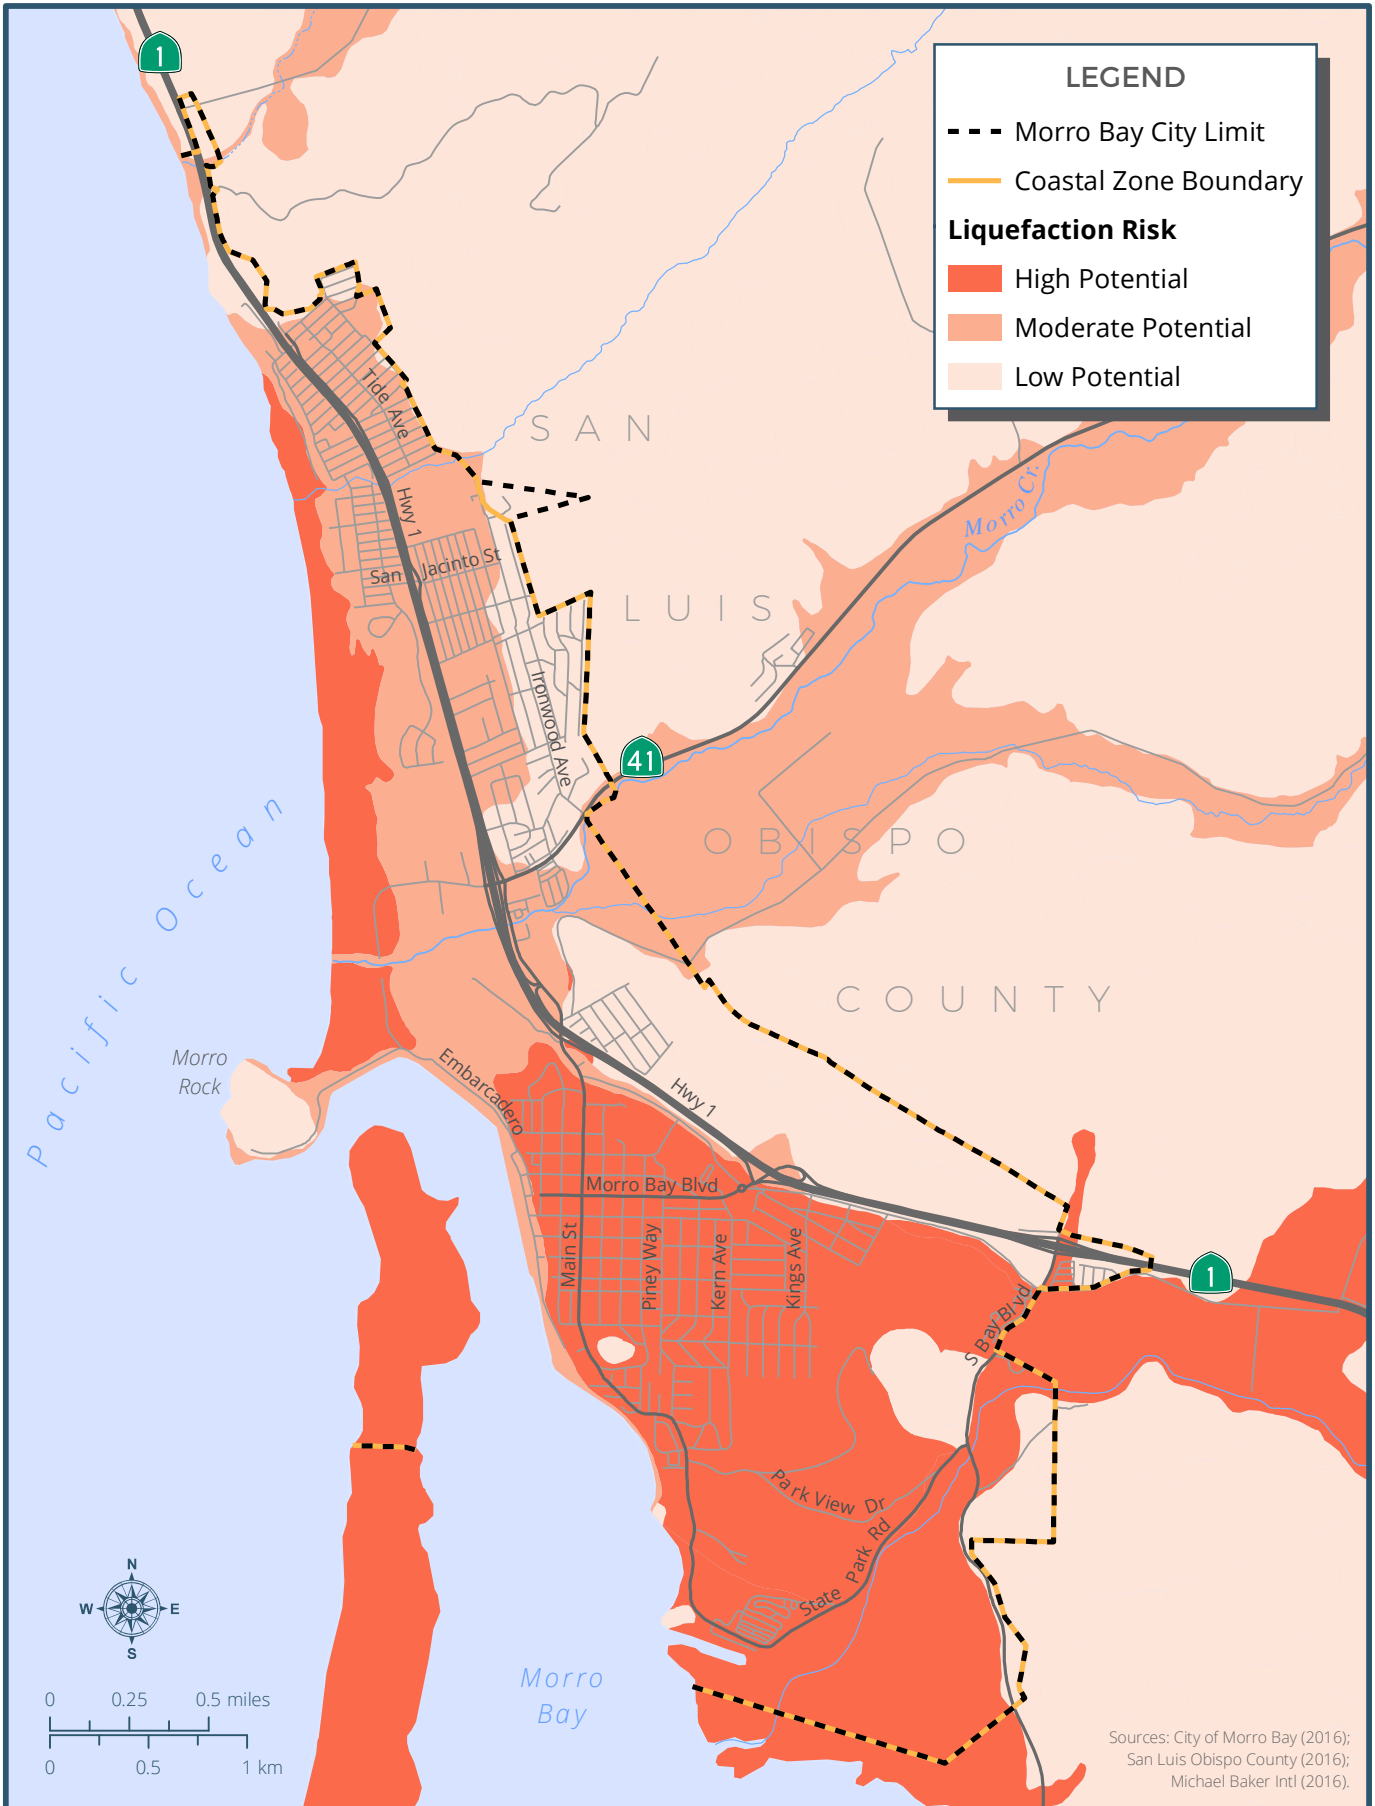 1
LEGEND
Morro Bay City Limit
Coastal Zone Boundary
Liquefaction Risk
High Potential
Moderate Potential
Low Potential
Tide Ave
SAN
Hwy 1
Morro Cr.
San Jacinto St
LUIS
Ironwood Ave
41
OBISPO
Pacific Ocean
COUNTY
Morro
Rock
Embarcadero
Hwy 1
Morro Bay Blvd
Main St
Piney Way
Kern Ave
Kings Ave
1
S Bay Blvd
Park View Dr
State Park Rd
N
W
E
S
Morro
Bay
0 0.25 0.5 miles
0 0.5 1 km
Sources: City of Morro Bay (2016);
San Luis Obispo County (2016);
Michael Baker Intl (2016).